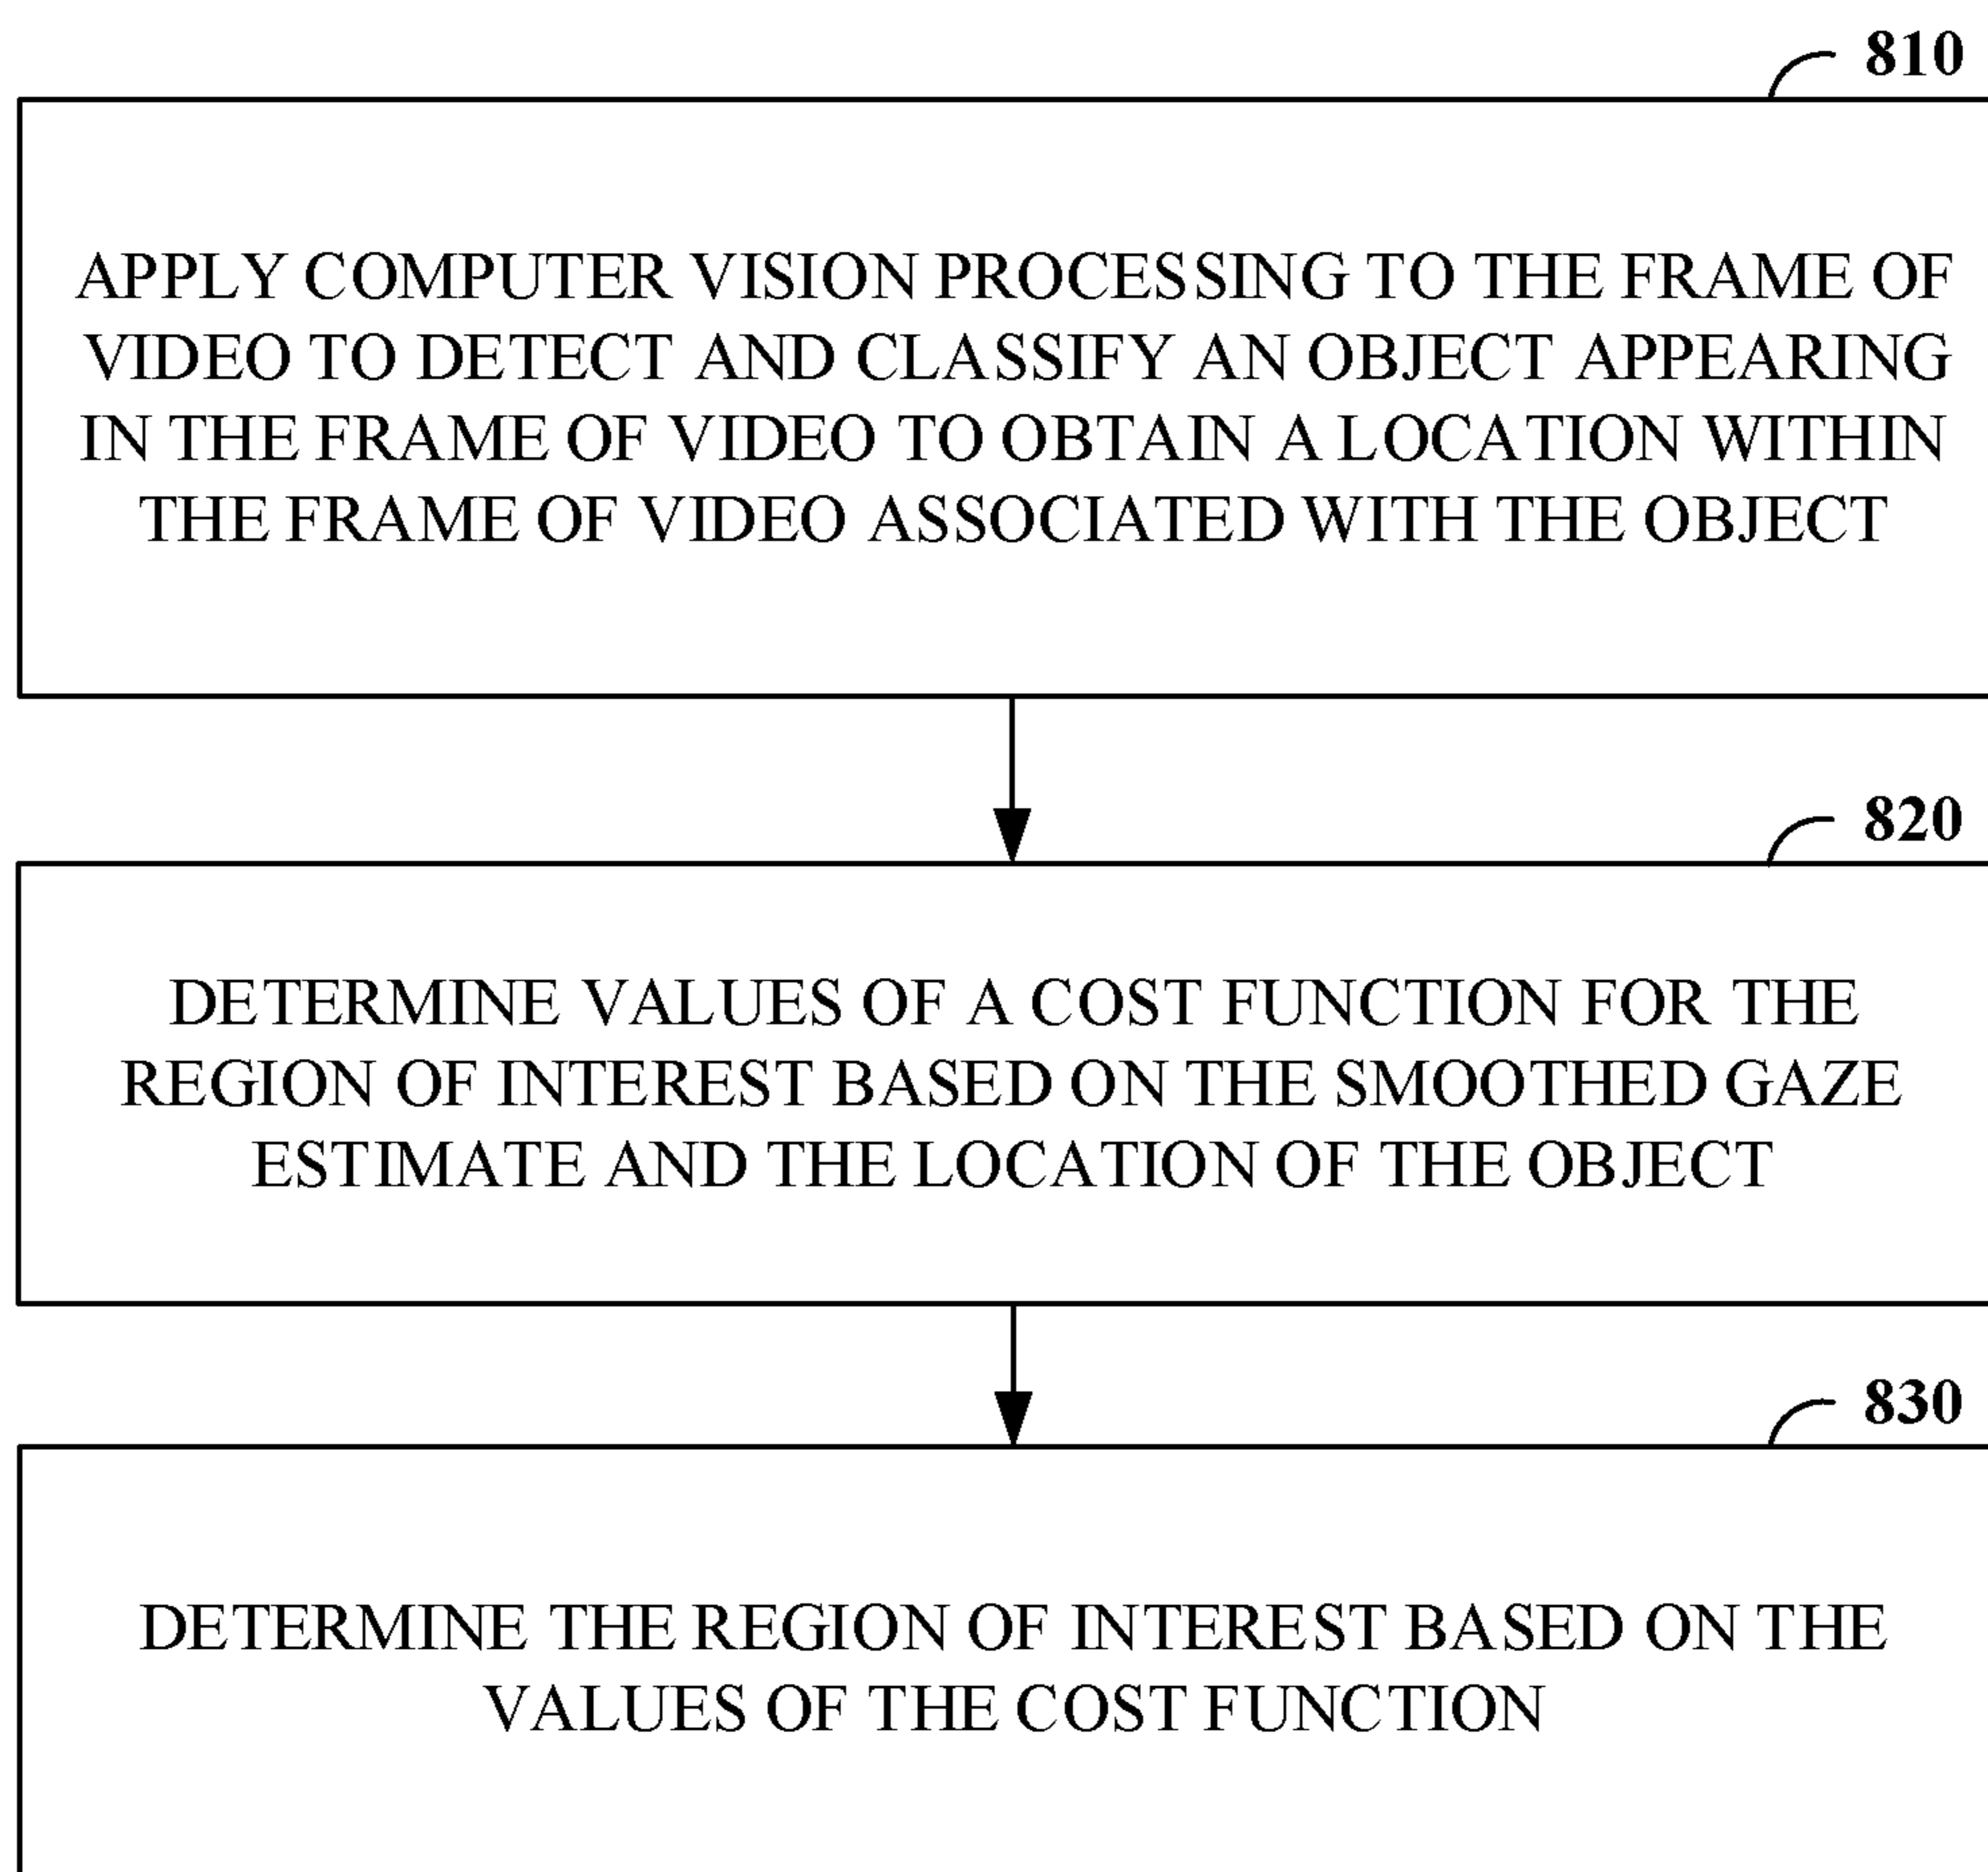 810
APPLY COMPUTER VISION PROCESSING TO THE FRAME OF
VIDEO TO DETECT AND CLASSIFY AN OBJECT APPEARING
IN THE FRAME OF VIDEO TO OBTAIN A LOCATION WITHIN
THE FRAME OF VIDEO ASSOCIATED WITH THE OBJECT
820
DETERMINE VALUES OF A COST FUNCTION FOR THE
REGION OF INTEREST BASED ON THE SMOOTHED GAZE
ESTIMATE AND THE LOCATION OF THE OBJECT
830
DETERMINE THE REGION OF INTEREST BASED ON THE
VALUES OF THE COST FUNCTION